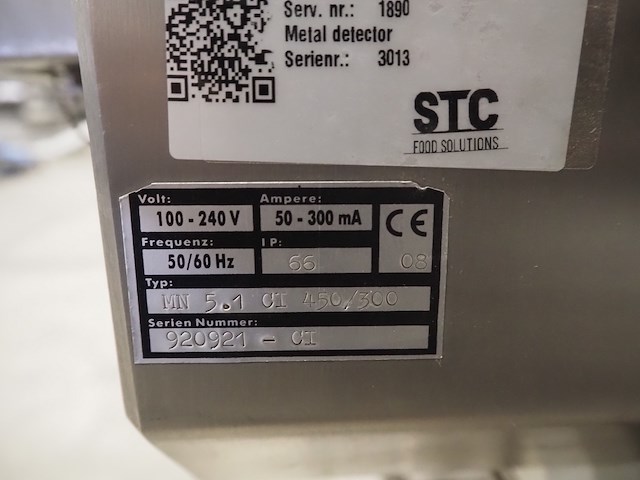 Serv. nr.: 1890
Metal detector
Serienr.: 3013
STC
FOOD SOLUTIONS
Volt: Ampere:
100 - 240 V 50 - 300 mA CE
Frequenz: IP:
50/60 Hz 66 08
Typ:
MN 5.1 CI 450/300
Serien Nummer:
920921 - CI